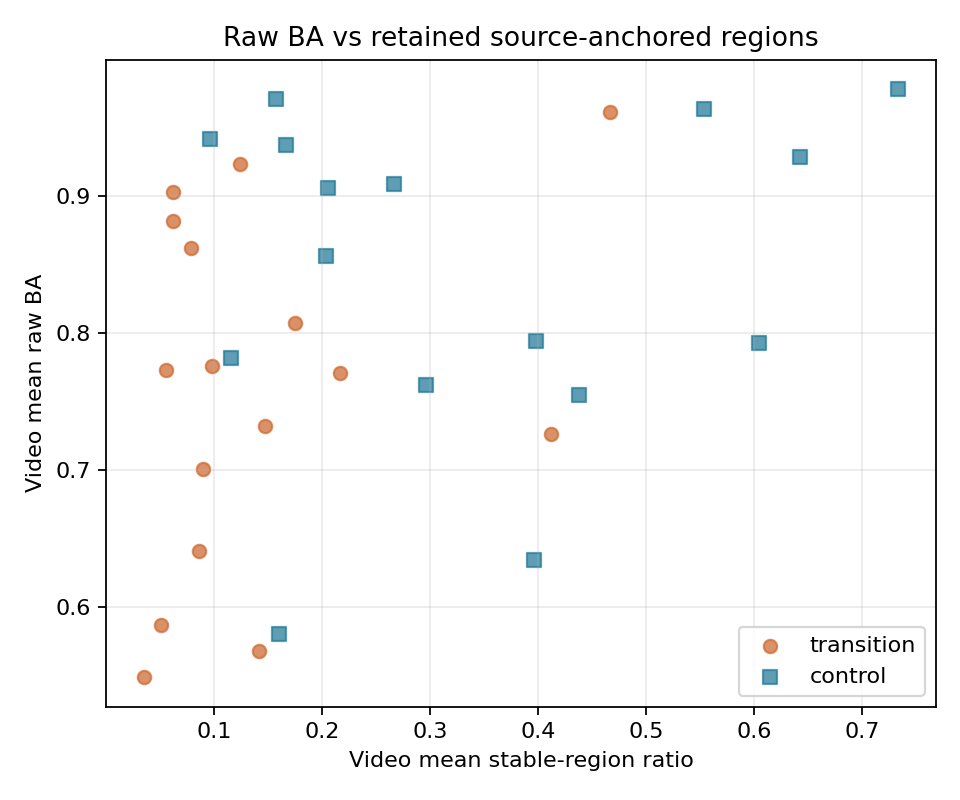 Raw BA vs retained source-anchored regions
Video mean raw BA
0.9
0.8
0.7
0.6
0.1 0.2 0.3 0.4 0.5 0.6 0.7
Video mean stable-region ratio
transition
control